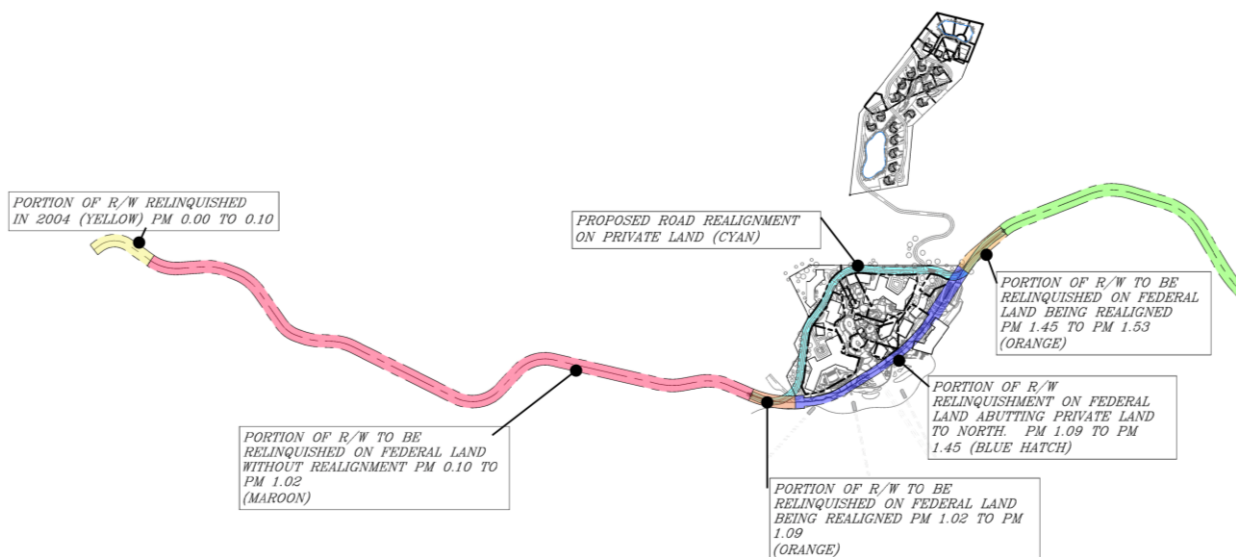 PORTION OF R/W RELINQUISHED
IN 2004 (YELLOW) PM 0.00 TO 0.10
PROPOSED ROAD REALIGNMENT
ON PRIVATE LAND (CYAN)
PORTION OF R/W TO BE
RELINQUISHED ON FEDERAL
LAND BEING REALIGNED
PM 1.45 TO PM 1.53
(ORANGE)
PORTION OF R/W
RELINQUISHMENT ON FEDERAL
LAND ABUTTING PRIVATE LAND
TO NORTH. PM 1.09 TO PM
1.45 (BLUE HATCH)
PORTION OF R/W TO BE
RELINQUISHED ON FEDERAL LAND
WITHOUT REALIGNMENT PM 0.10 TO
PM 1.02
(MAROON)
PORTION OF R/W TO BE
RELINQUISHED ON FEDERAL LAND
BEING REALIGNED PM 1.02 TO PM
1.09
(ORANGE)